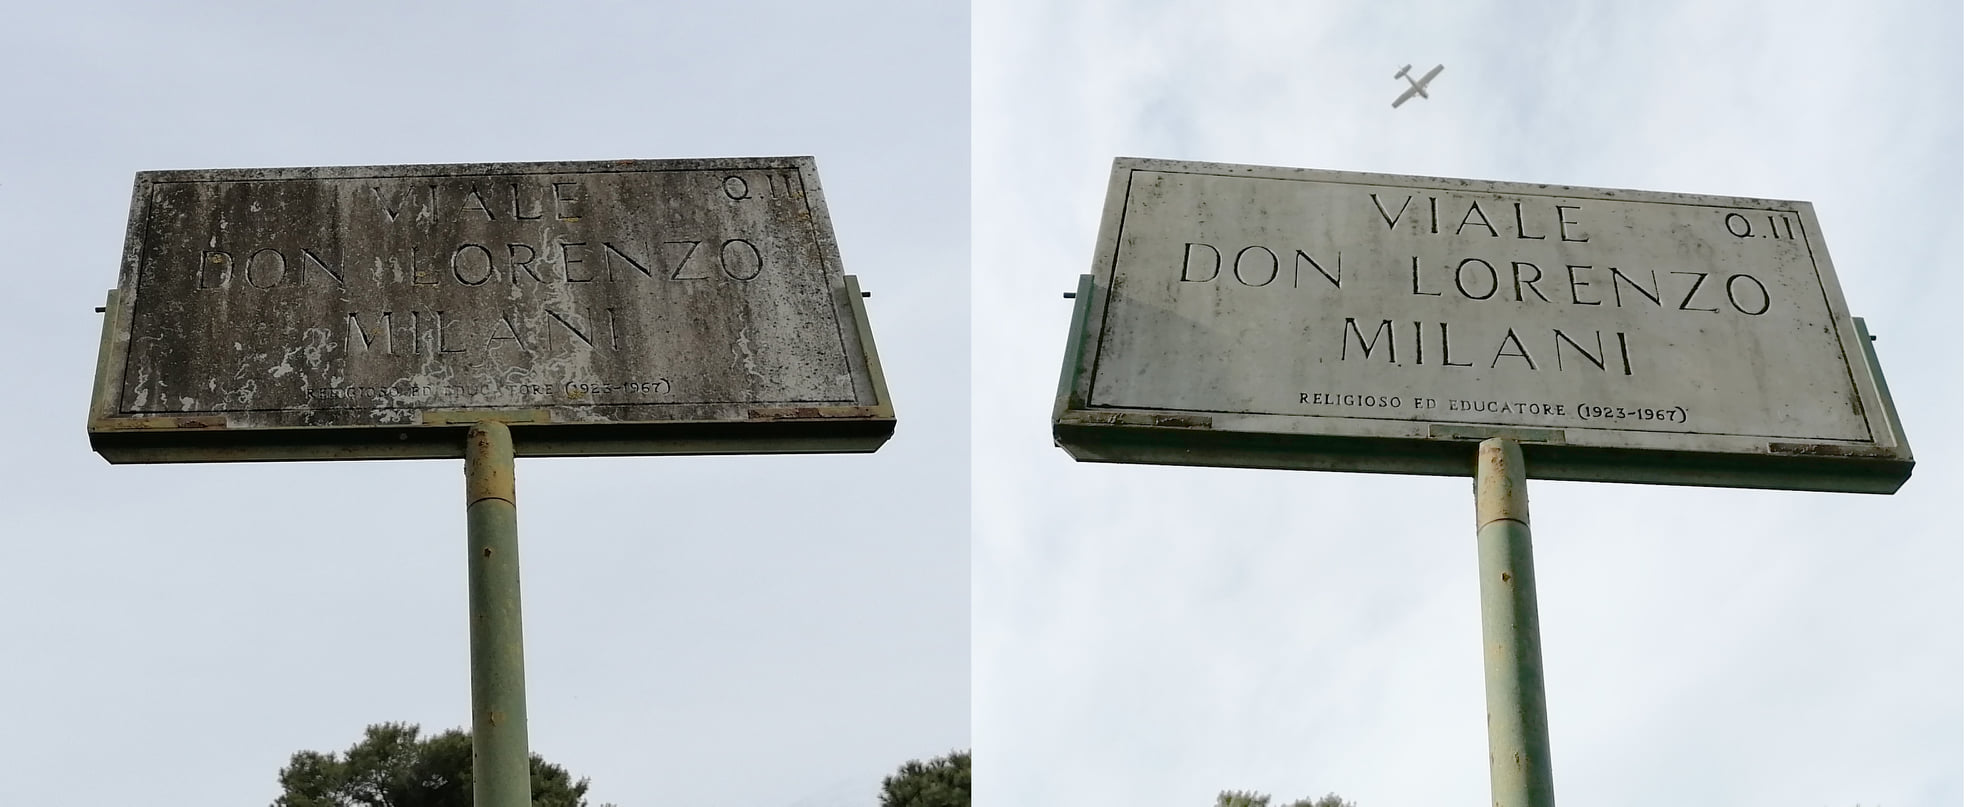 VIALE Q.II
DON LORENZO
MILANI
RELIGIOSO ED EDUCATORE (1923-1967)
VIALE Q.II
DON LORENZO
MILANI
RELIGIOSO ED EDUCATORE (1923-1967)